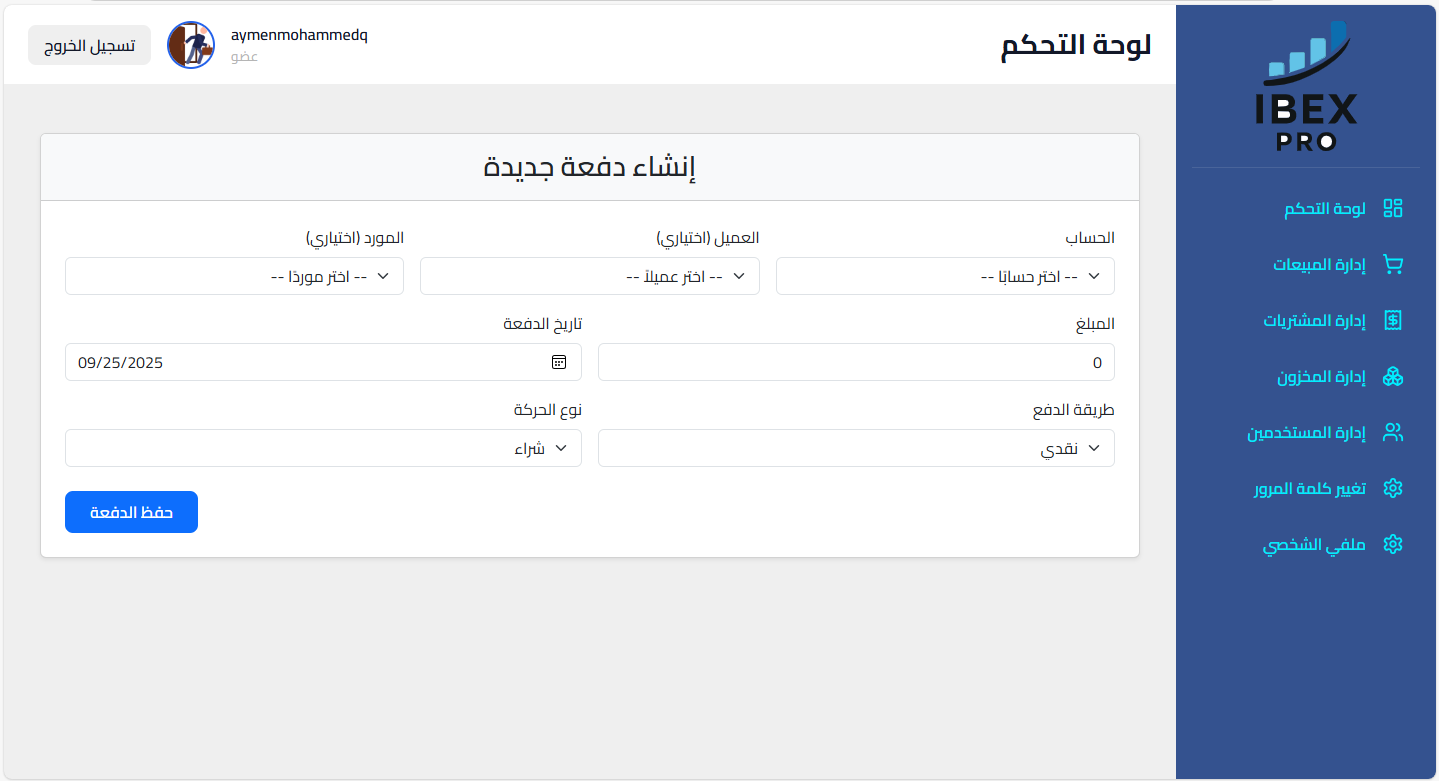 IBEX
PRO
لوحة التحكم
إدارة المبيعات
إدارة المشتريات
إدارة المخزون
إدارة المستخدمين
تغيير كلمة المرور
ملفي الشخصي
لوحة التحكم
aymenmohammedq
عضو
تسجيل الخروج
إنشاء دفعة جديدة
الحساب
-- اختر حسابًا --
العميل (اختياري)
-- اختر عميلاً --
المورد (اختياري)
-- اختر موردًا --
المبلغ
0
تاريخ الدفعة
09/25/2025
طريقة الدفع
نقدي
نوع الحركة
شراء
حفظ الدفعة